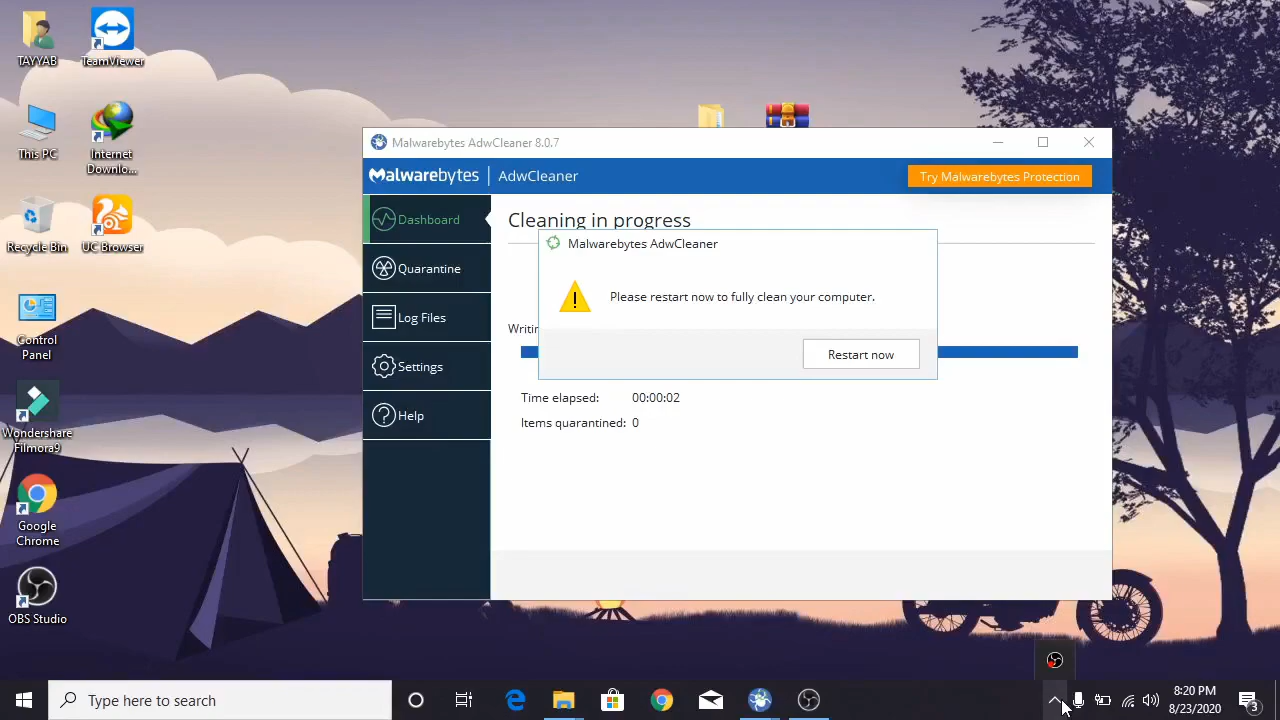 TAYYAB
TeamViewer
This PC
Internet
Downlo...
Recycle Bin
UC Browser
Control
Panel
Wondershare
Filmora9
Google
Chrome
OBS Studio
Malwarebytes AdwCleaner 8.0.7
Malwarebytes | AdwCleaner
Try Malwarebytes Protection
Dashboard
Quarantine
Log Files
Settings
Help
Cleaning in progress
Malwarebytes AdwCleaner
Please restart now to fully clean your computer.
Restart now
Time elapsed: 00:00:02
Items quarantined: 0
Type here to search
8:20 PM
8/23/2020
3